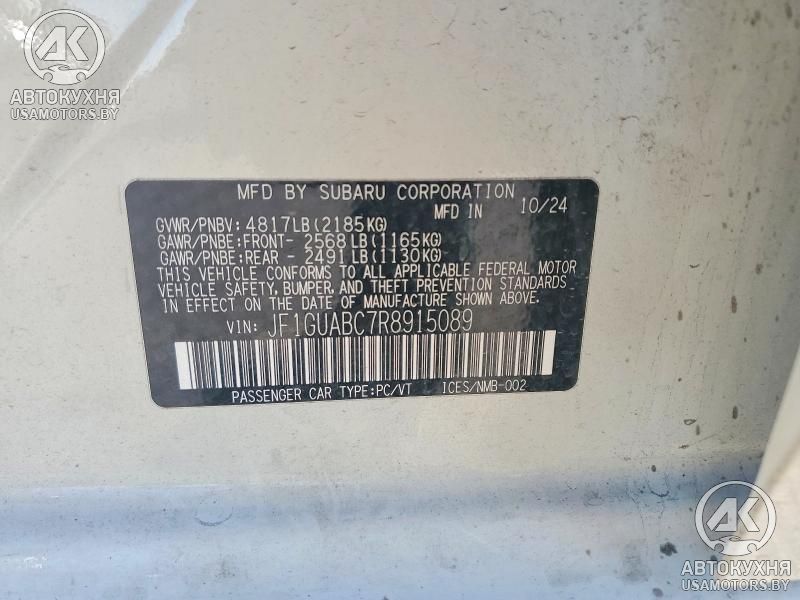 AK
АВТОКУХНЯ
USAMOTORS.BY
MFD BY SUBARU CORPORATION
MFD IN 10/24
GVWR/PNBV: 4817LB(2185KG)
GAWR/PNBE:FRONT- 2568LB(1165KG)
GAWR/PNBE:REAR - 2491LB(1130KG)
THIS VEHICLE CONFORMS TO ALL APPLICABLE FEDERAL MOTOR
VEHICLE SAFETY, BUMPER, AND THEFT PREVENTION STANDARDS
IN EFFECT ON THE DATE OF MANUFACTURE SHOWN ABOVE.
VIN: JF1GUABC7R8915089
PASSENGER CAR TYPE:PC/VT ICES/NMB-002
AK
АВТОКУХНЯ
USAMOTORS.BY